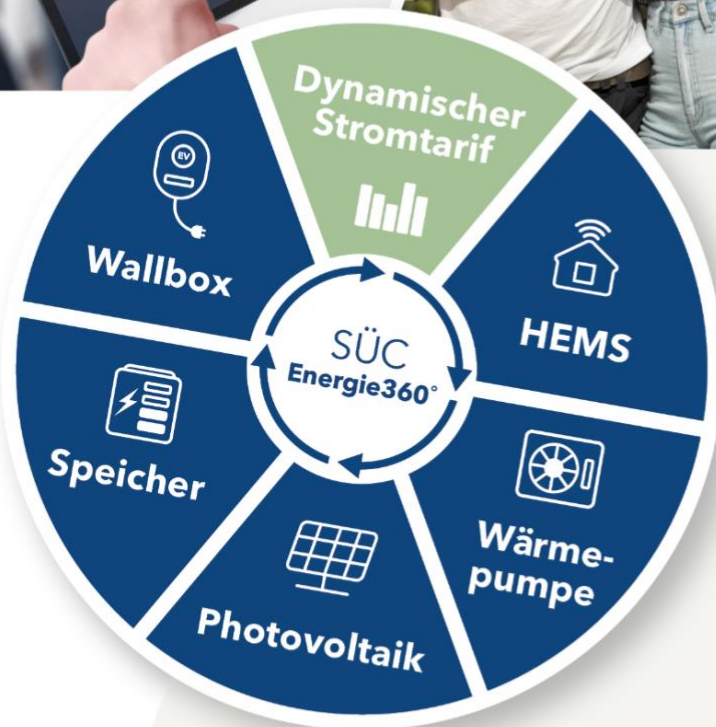 Dynamischer
Stromtarif
HEMS
Wärme-
pumpe
Photovoltaik
Speicher
Wallbox
EV
SÜC
Energie360°